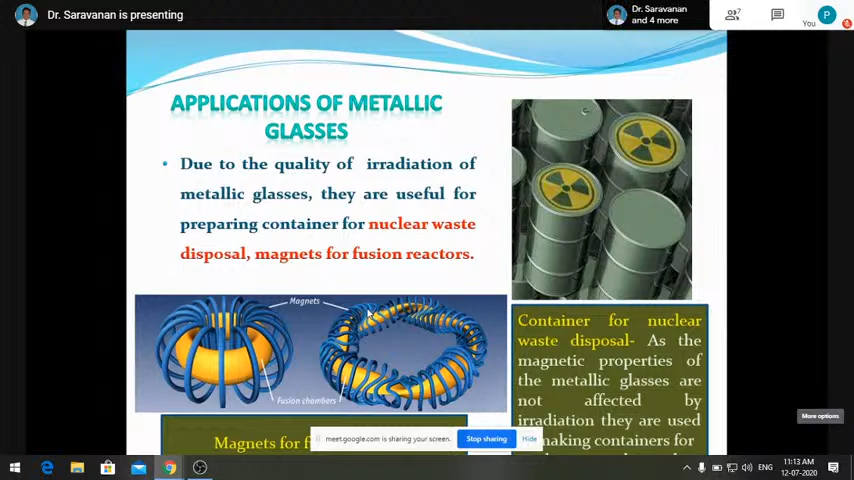 Dr. Saravanan is presenting
Dr. Saravanan
and 4 more
7
P
You
APPLICATIONS OF METALLIC
GLASSES
Due to the quality of irradiation of
metallic glasses, they are useful for
preparing container for nuclear waste
disposal, magnets for fusion reactors.
Magnets
Fusion chambers
Magnets for f
Container for nuclear
waste disposal- As the
magnetic properties of
the metallic glasses are
not affected by
irradiation they are used
making containers for
More options
meet.google.com is sharing your screen.
Stop sharing
Hide
ENG
11:13 AM
12-07-2020